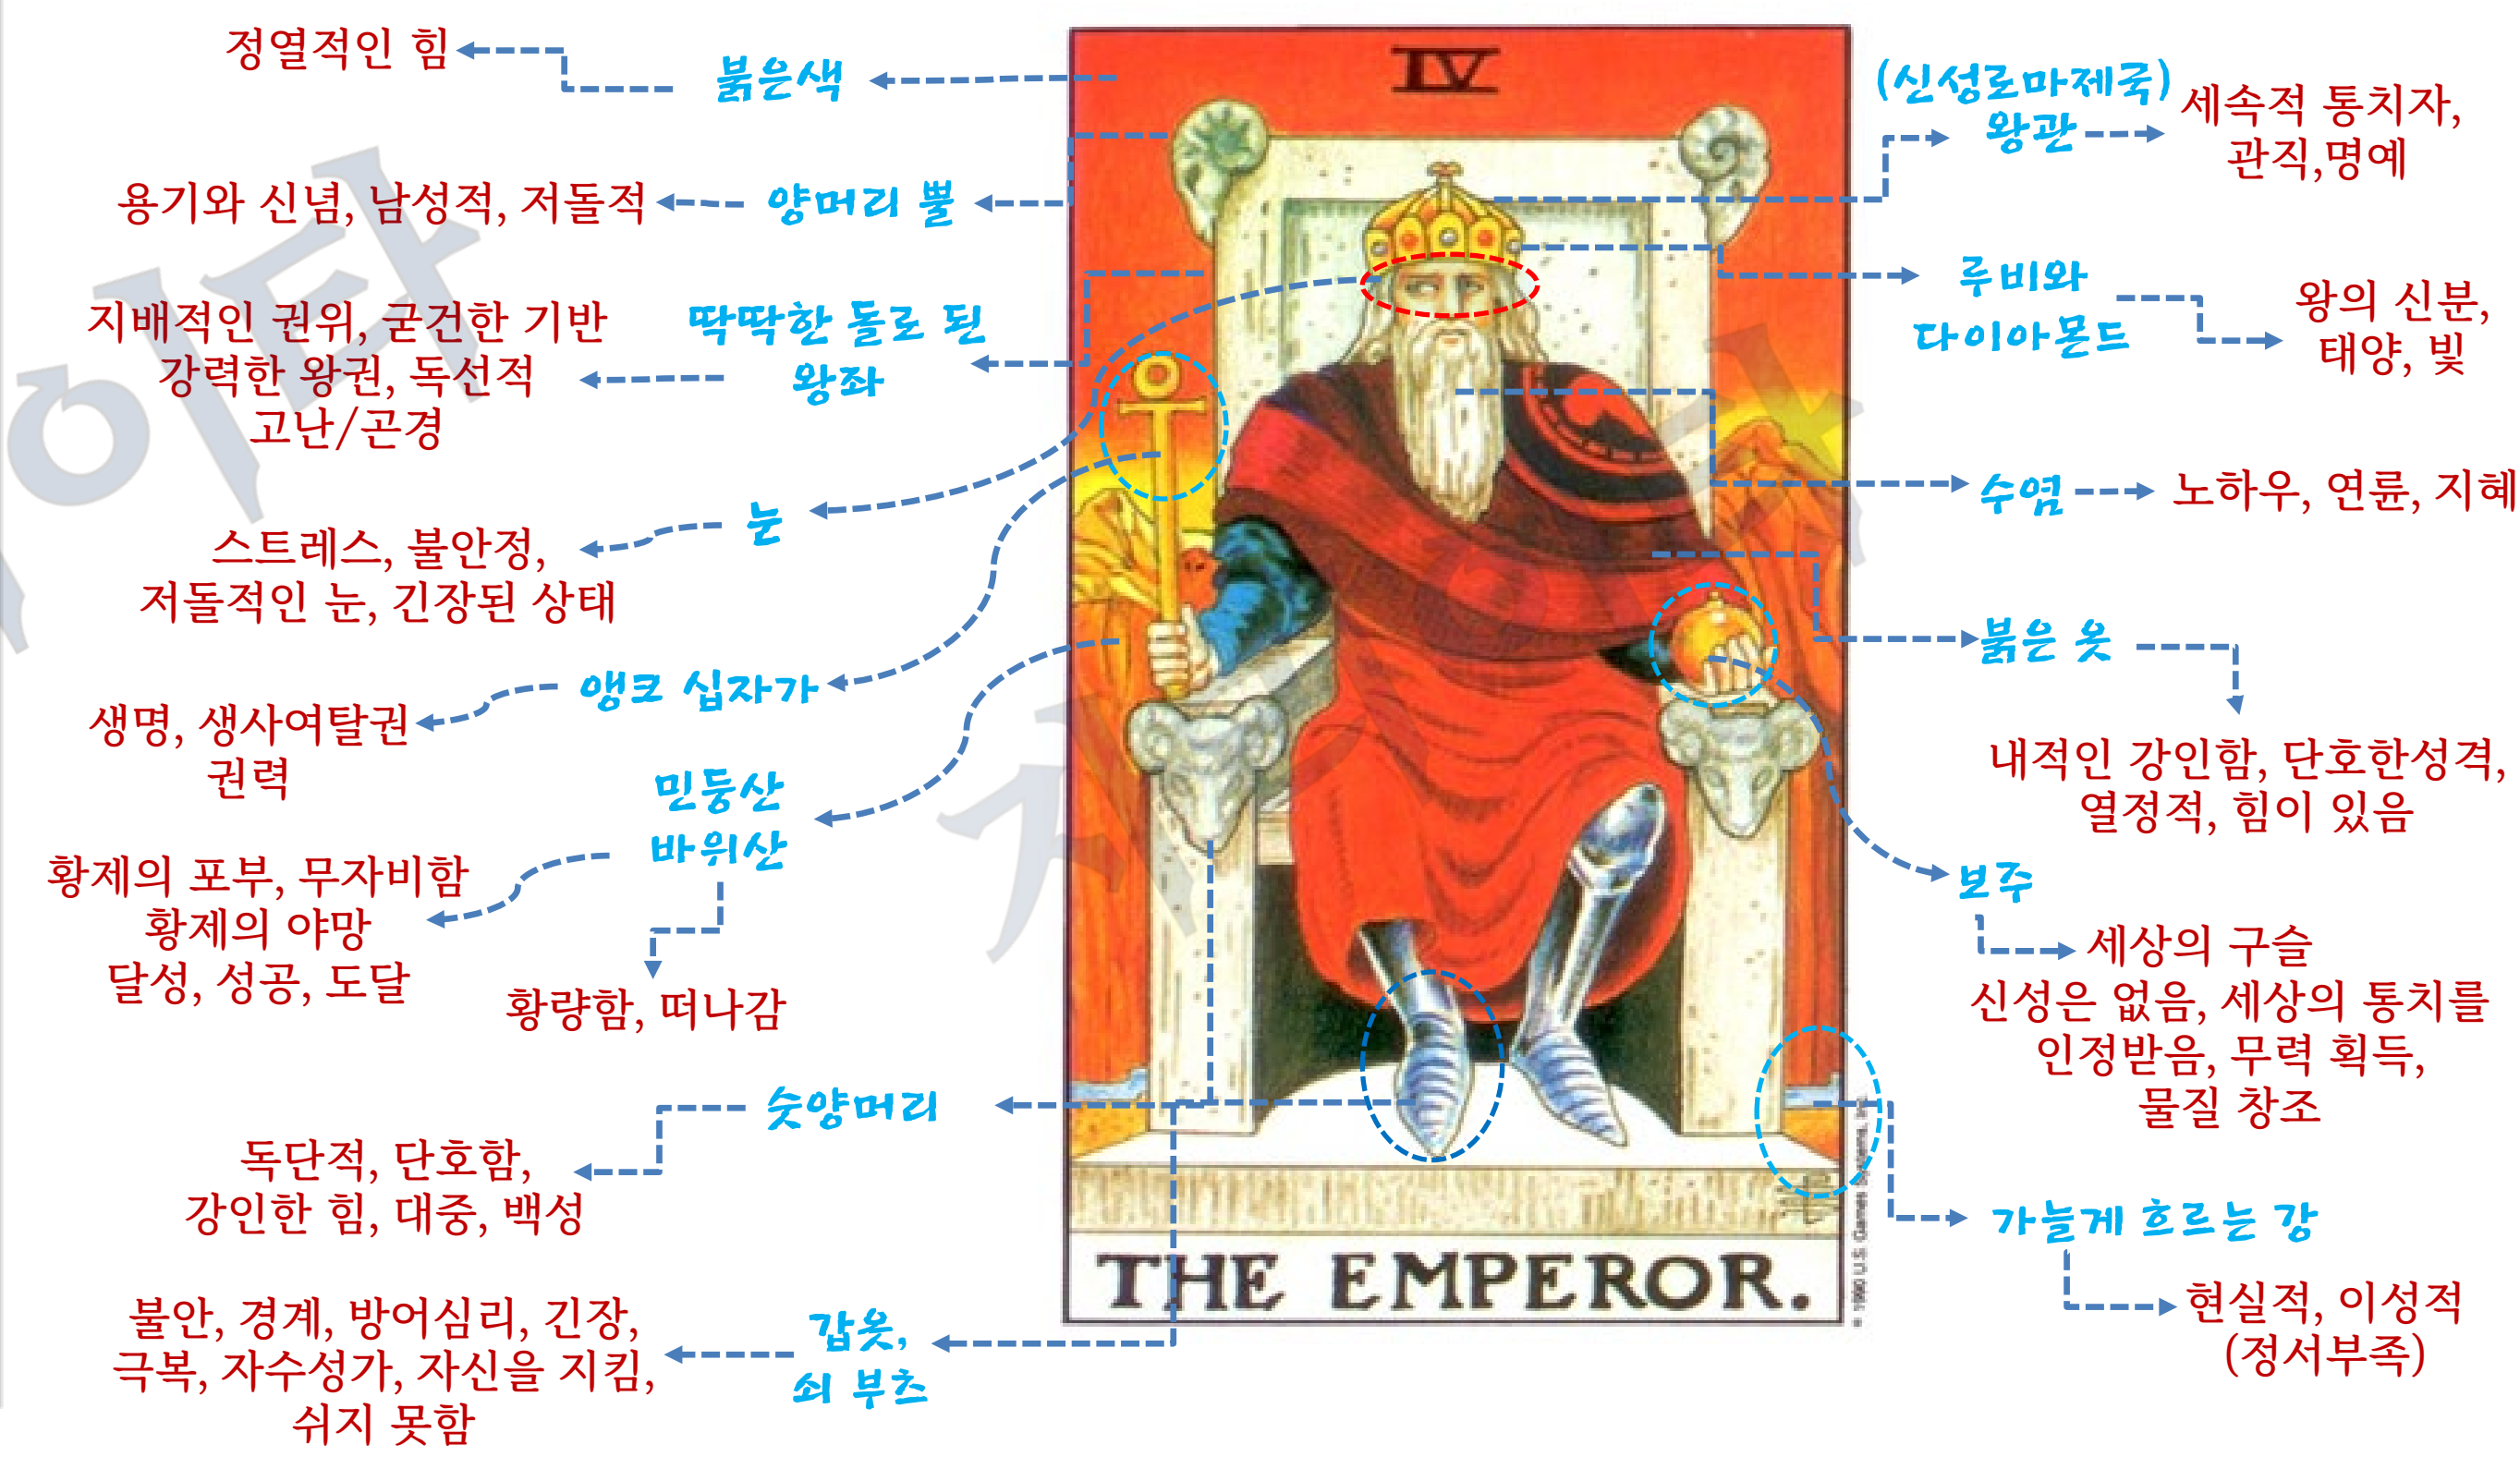 정열적인 힘
붉은색
용기와 신념, 남성적, 저돌적
양머리 뿔
지배적인 권위, 굳건한 기반
강력한 왕권, 독선적
고난/곤경
딱딱한 돌로 된
왕좌
눈
스트레스, 불안정,
저돌적인 눈, 긴장된 상태
앵크 십자가
생명, 생사여탈권
권력
민둥산
바위산
황제의 포부, 무자비함
황제의 야망
달성, 성공, 도달
황량함, 떠나감
숫양머리
독단적, 단호함,
강인한 힘, 대중, 백성
갑옷,
쇠 부츠
불안, 경계, 방어심리, 긴장,
극복, 자수성가, 자신을 지킴,
쉬지 못함
IV
THE EMPEROR.
(신성로마제국)
왕관
세속적 통치자,
관직,명예
루비와
다이아몬드
왕의 신분,
태양, 빛
수염
노하우, 연륜, 지혜
붉은 옷
내적인 강인함, 단호한성격,
열정적, 힘이 있음
보주
세상의 구슬
신성은 없음, 세상의 통치를
인정받음, 무력 획득,
물질 창조
가늘게 흐르는 강
현실적, 이성적
(정서부족)